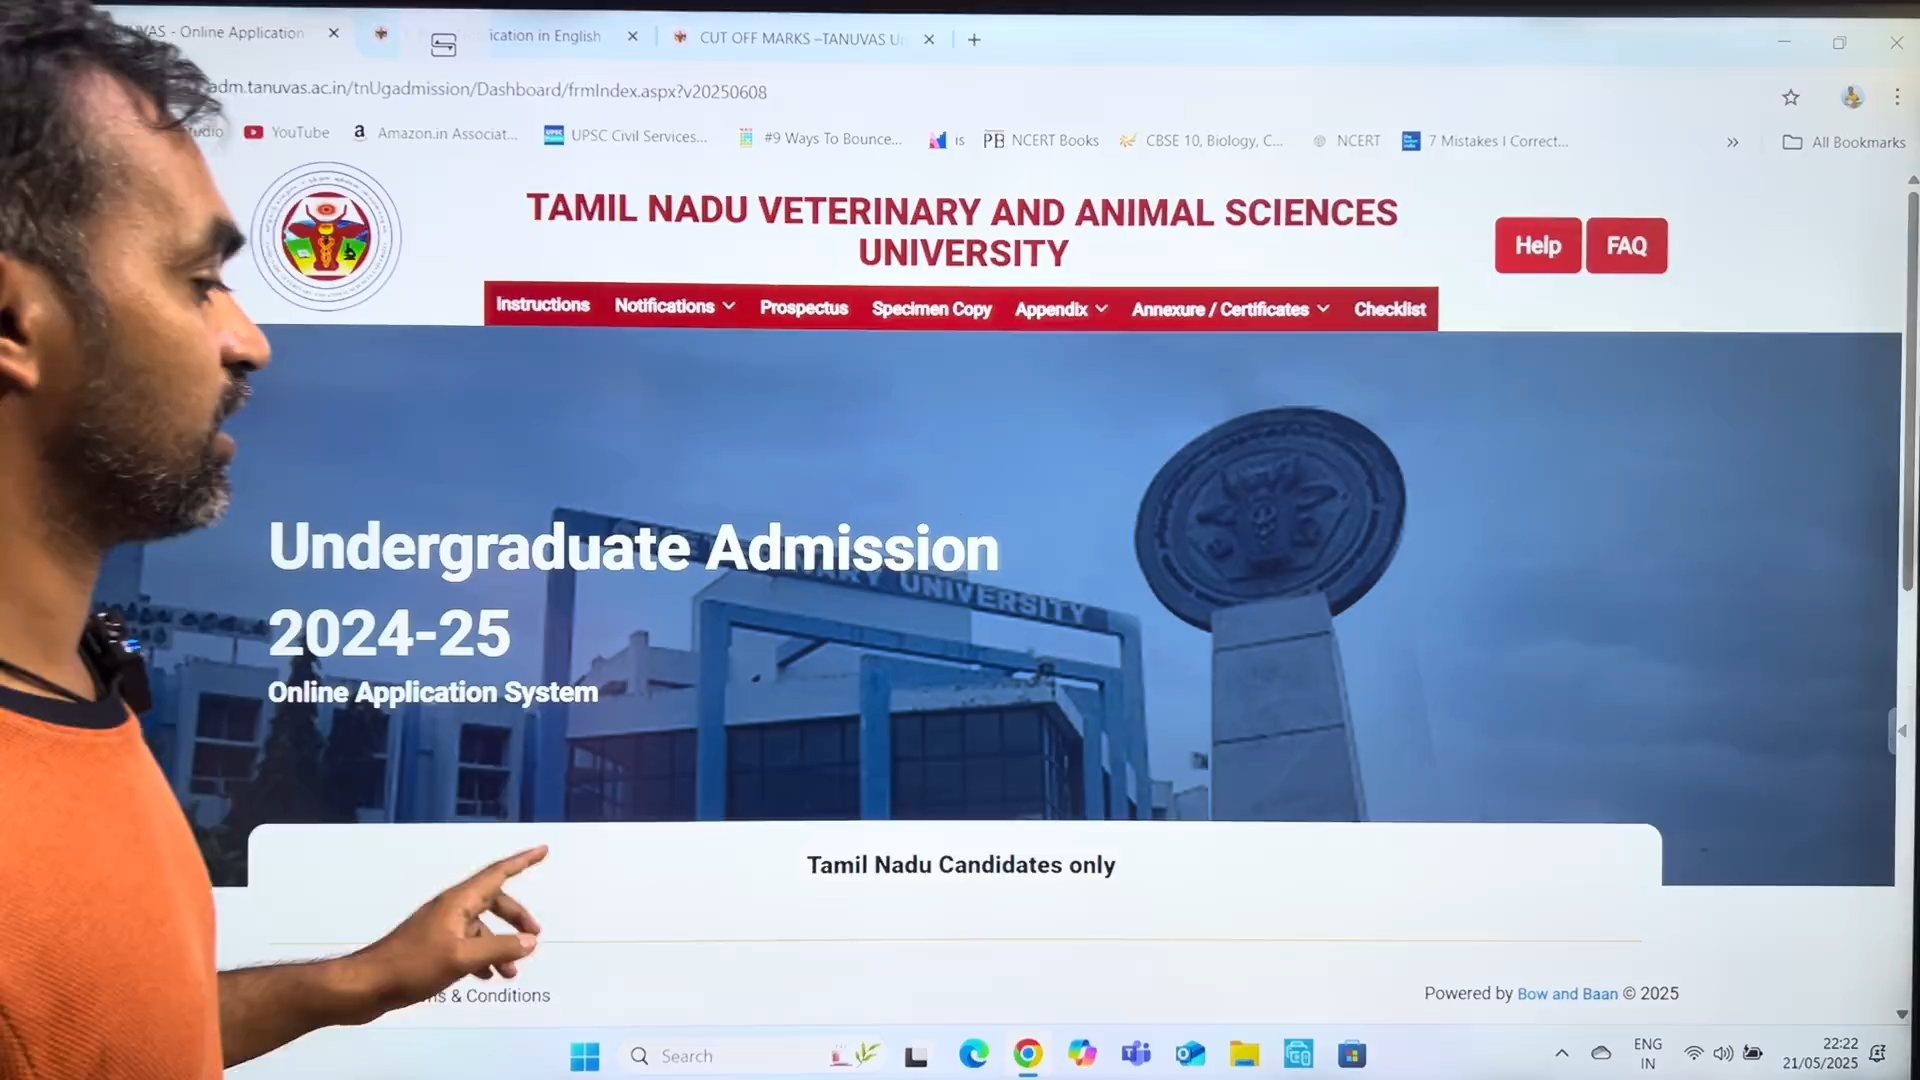 - Online Application
ication in English
CUT OFF MARKS –TANUVAS U
adm.tanuvas.ac.in/tnUgadmission/Dashboard/frmIndex.aspx?v20250608
YouTube
Amazon.in Associat...
UPSC Civil Services...
#9 Ways To Bounce...
is
PB NCERT Books
CBSE 10, Biology, C...
NCERT
7 Mistakes I Correct...
All Bookmarks
TAMIL NADU VETERINARY AND ANIMAL SCIENCES
UNIVERSITY
Help
FAQ
Instructions
Notifications
Prospectus
Specimen Copy
Appendix
Annexure / Certificates
Checklist
UNIVERSITY
Undergraduate Admission
2024-25
Online Application System
Tamil Nadu Candidates only
& Conditions
Powered by Bow and Baan © 2025
Search
ENG
IN
22:22
21/05/2025